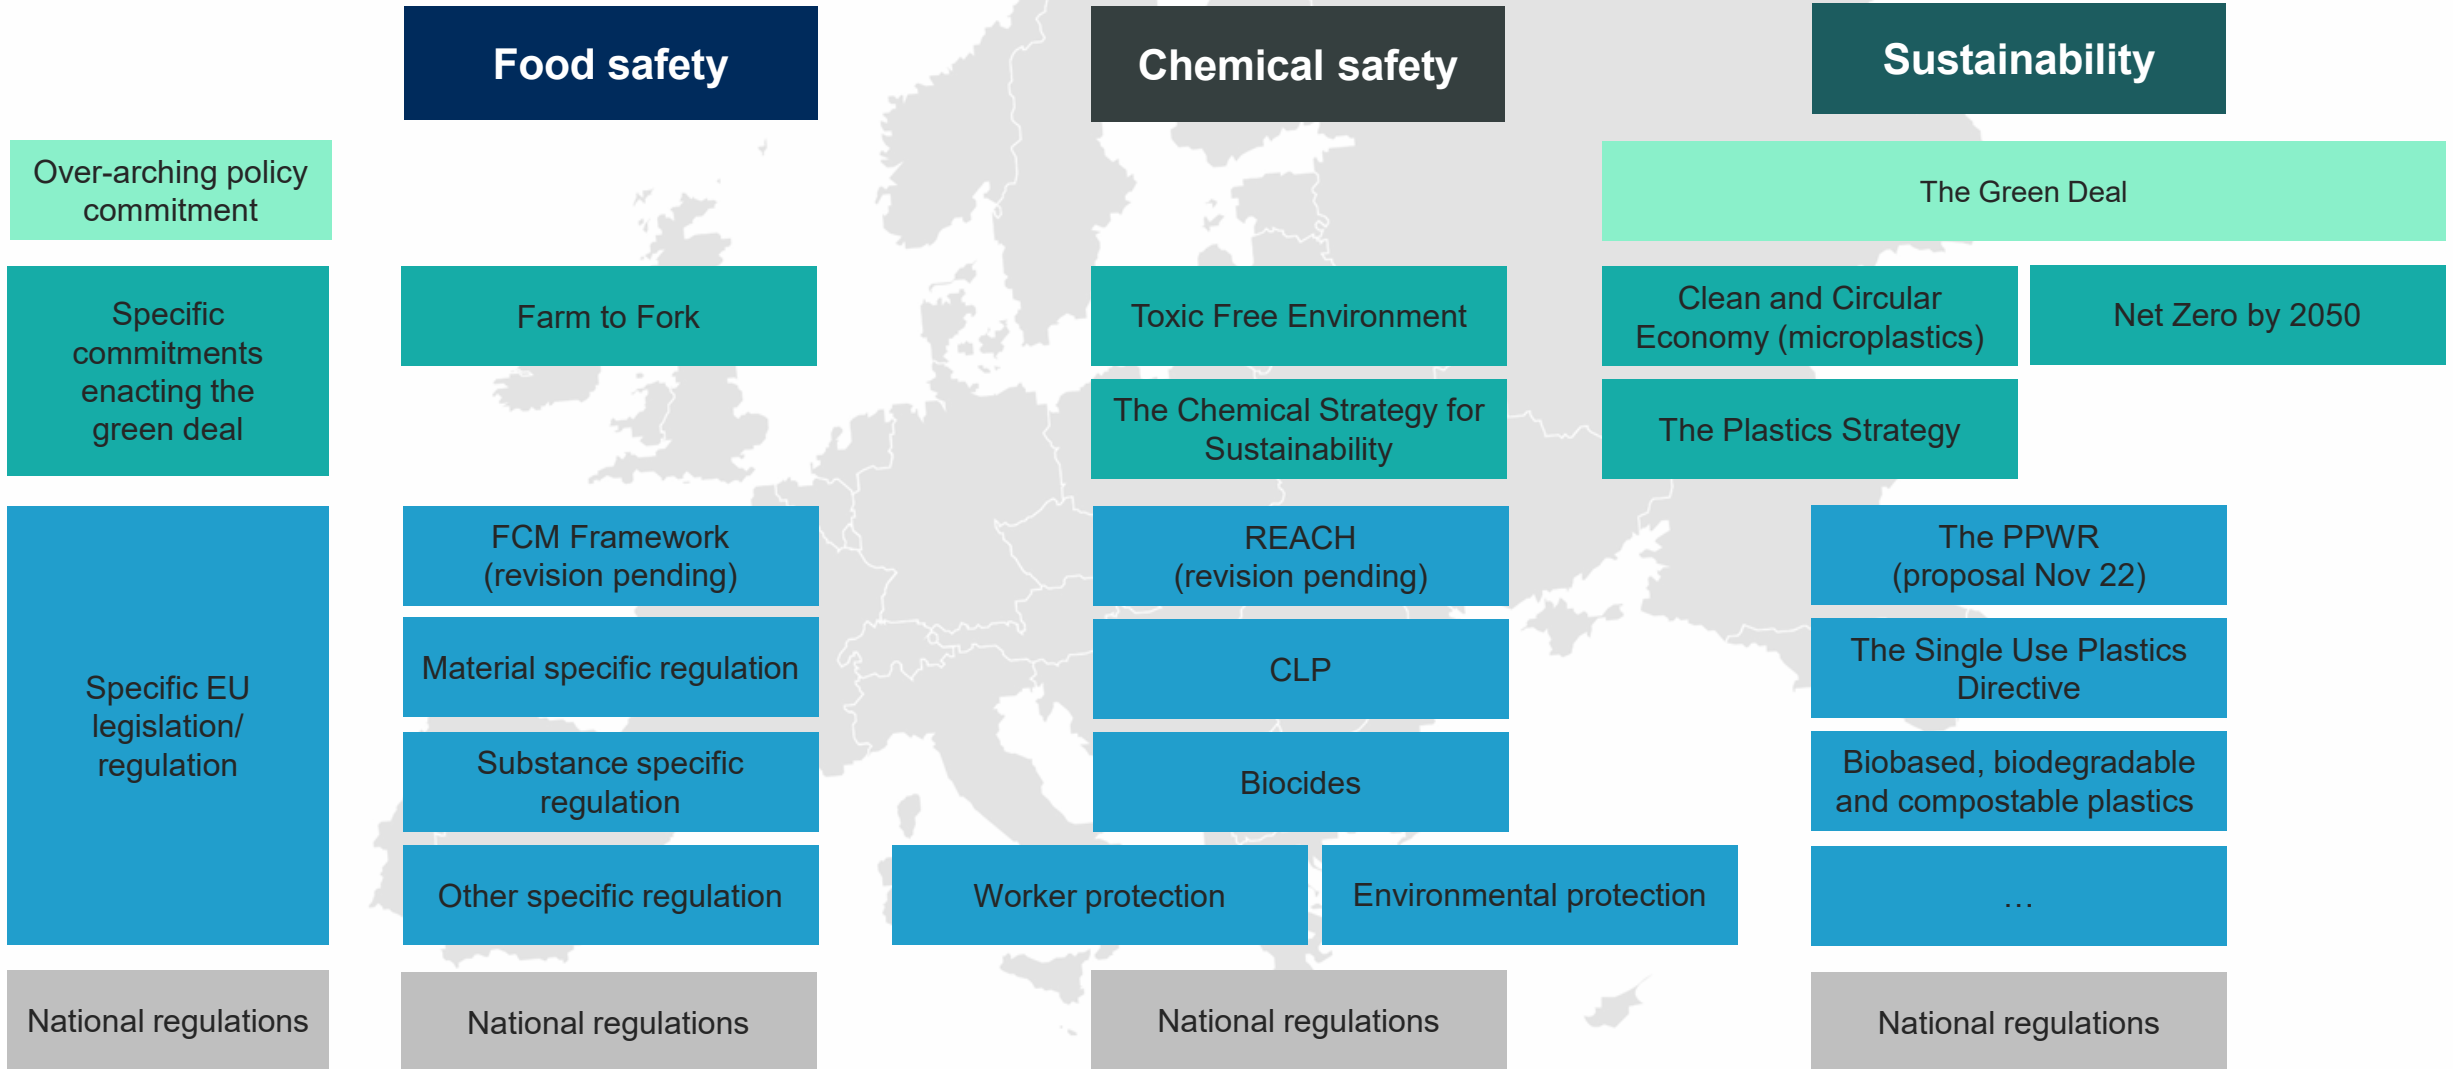 Food safety
Chemical safety
Sustainability
Over-arching policy
commitment
The Green Deal
Specific
commitments
enacting the
green deal
Farm to Fork
Toxic Free Environment
Clean and Circular
Economy (microplastics)
Net Zero by 2050
The Chemical Strategy for
Sustainability
The Plastics Strategy
Specific EU
legislation/
regulation
FCM Framework
(revision pending)
REACH
(revision pending)
The PPWR
(proposal Nov 22)
Material specific regulation
CLP
The Single Use Plastics
Directive
Substance specific
regulation
Biocides
Biobased, biodegradable
and compostable plastics
Other specific regulation
Worker protection
Environmental protection
…
National regulations
National regulations
National regulations
National regulations